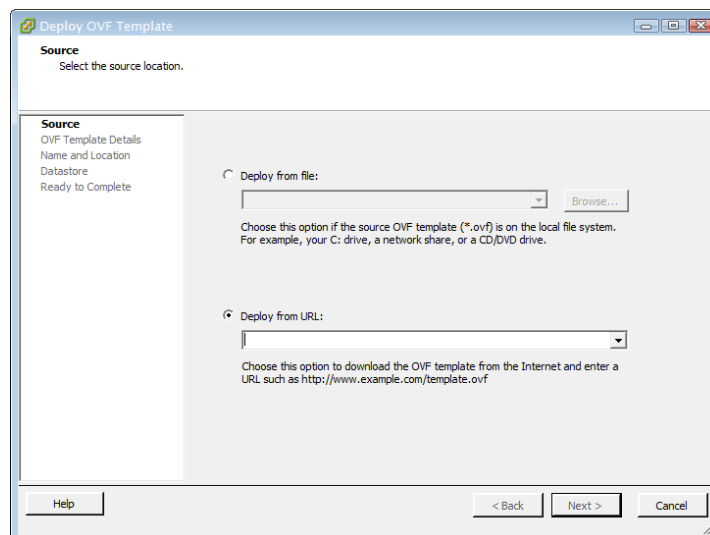 Deploy OVF Template
Source
Select the source location.
Source
OVF Template Details
Name and Location
Datastore
Ready to Complete
Deploy from file:
Browse...
Choose this option if the source OVF template (*.ovf) is on the local file system.
For example, your C: drive, a network share, or a CD/DVD drive.
Deploy from URL:
Choose this option to download the OVF template from the Internet and enter a
URL such as http://www.example.com/template.ovf
Help
< Back
Next >
Cancel